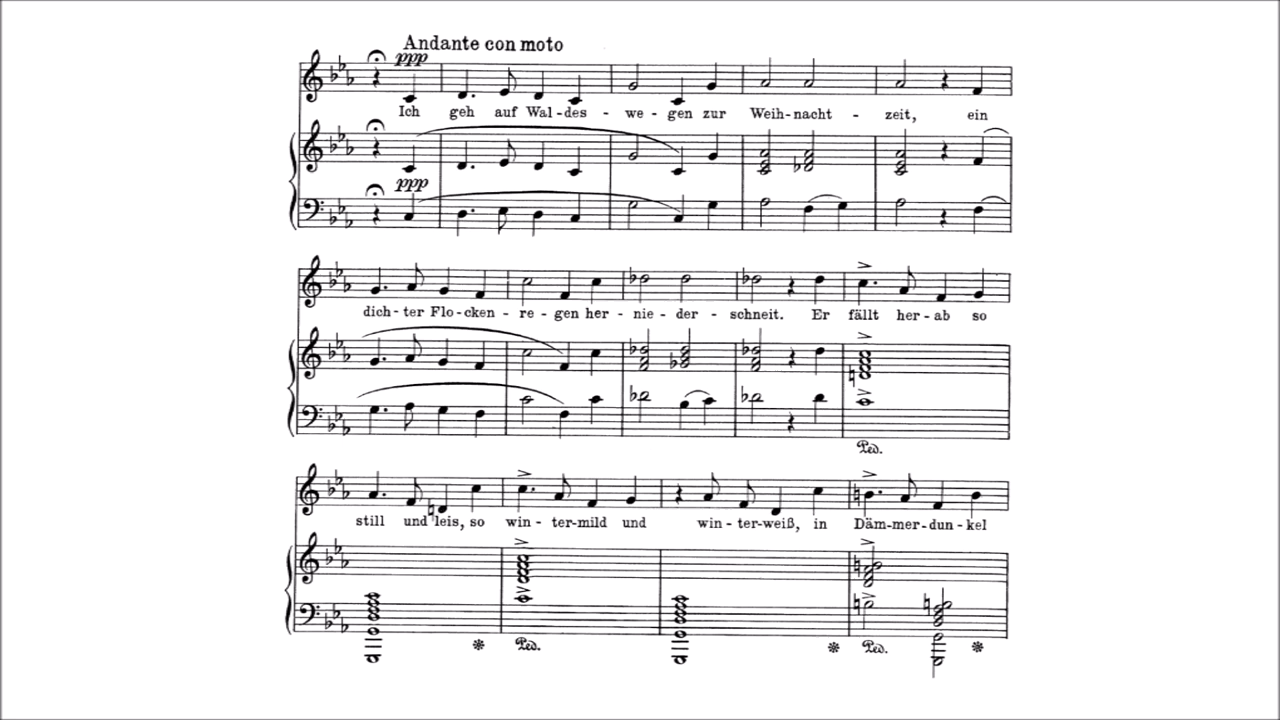 Andante con moto
ppp
Ich geh auf Wal-des-we-gen zur Weih-nacht-zeit, ein
ppp
dich-ter Flo-cken-re-gen her-nie-der-schneit. Er fällt her-ab so
Ped.
still und leis, so win-ter-mild und win-ter-weiß, in Däm-mer-dun-kel
Ped. Ped.